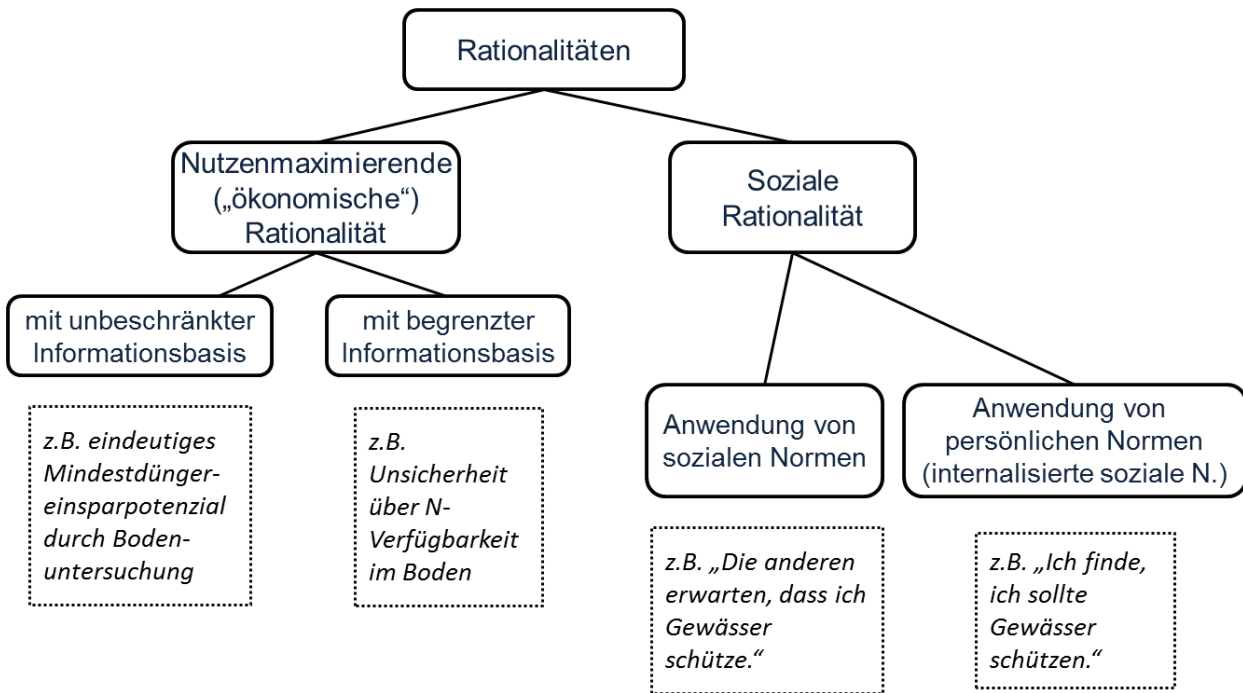 Rationalitäten
Nutzenmaximierende
(„ökonomische“)
Rationalität
Soziale
Rationalität
mit unbeschränkter
Informationsbasis
mit begrenzter
Informationsbasis
Anwendung von
sozialen Normen
Anwendung von
persönlichen Normen
(internalisierte soziale N.)
z.B. eindeutiges
Mindestdünger-
einsparpotenzial
durch Boden-
untersuchung
z.B.
Unsicherheit
über N-
Verfügbarkeit
im Boden
z.B. „Die anderen
erwarten, dass ich
Gewässer
schütze.“
z.B. „Ich finde,
ich sollte
Gewässer
schützen.“